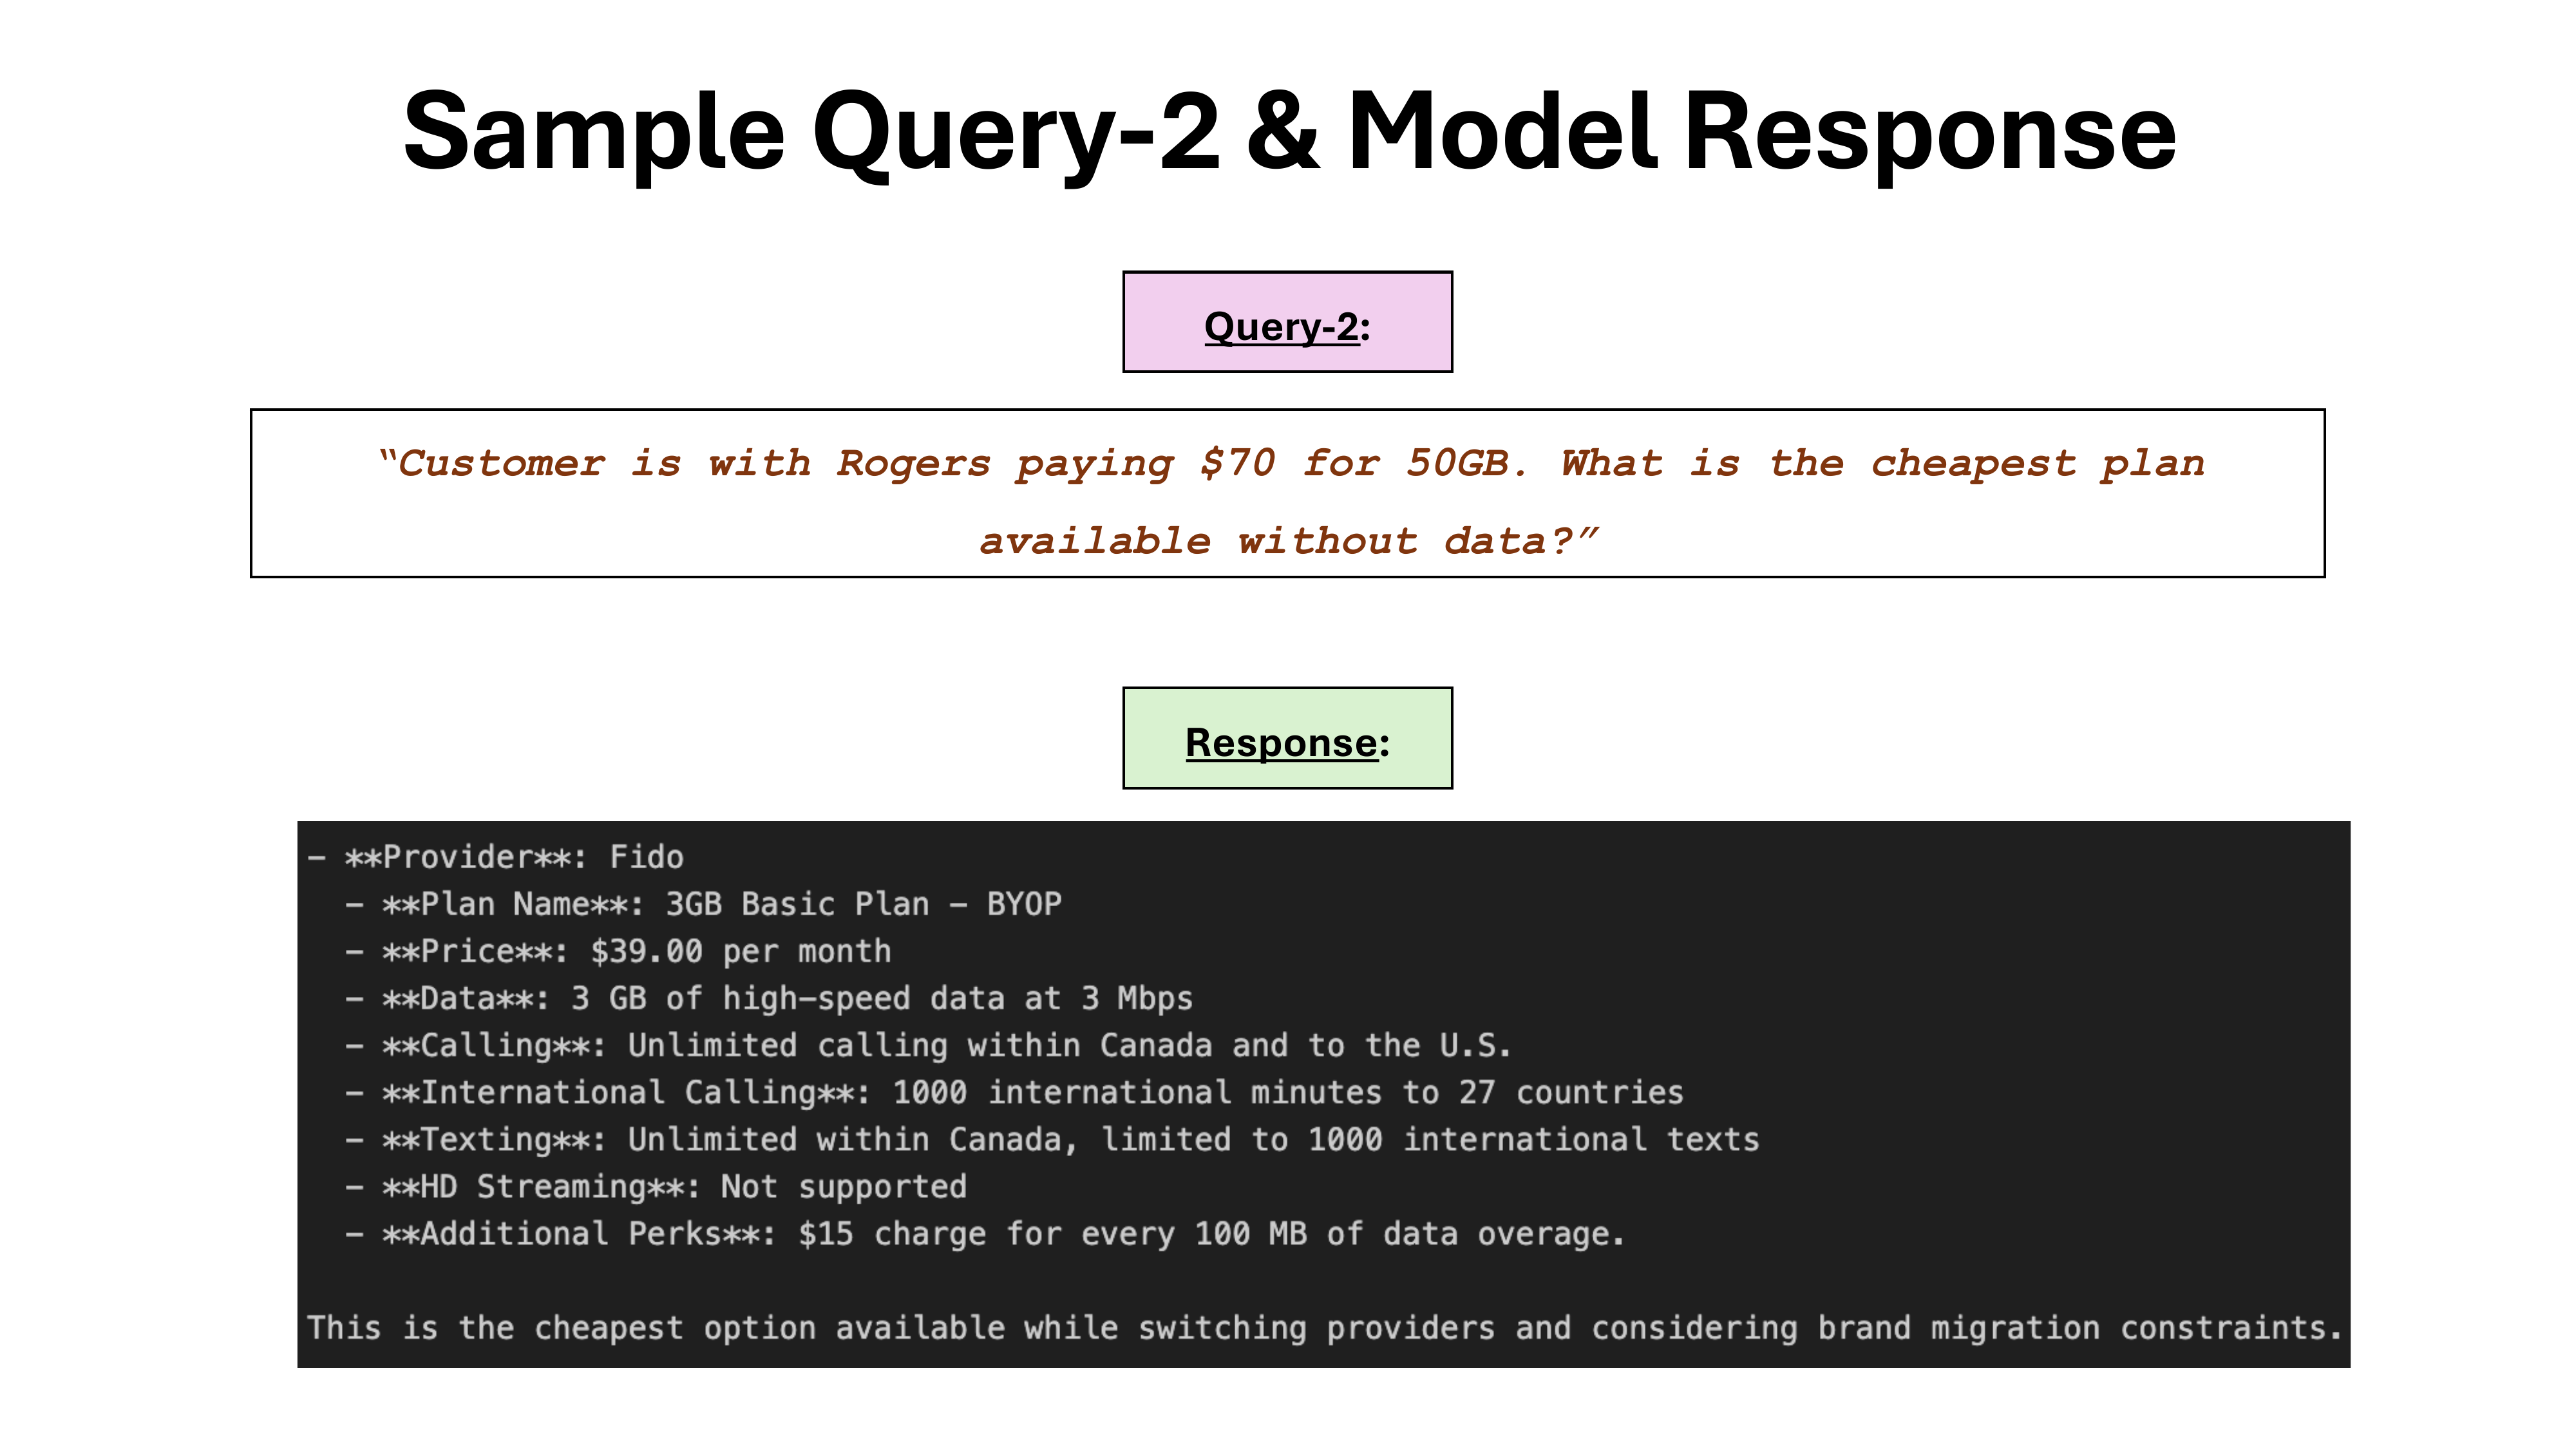 Sample Query-2 & Model Response
Query-2:
“Customer is with Rogers paying $70 for 50GB. What is the cheapest plan
available without data?”
Response:
– **Provider**: Fido
– **Plan Name**: 3GB Basic Plan – BYOP
– **Price**: $39.00 per month
– **Data**: 3 GB of high–speed data at 3 Mbps
– **Calling**: Unlimited calling within Canada and to the U.S.
– **International Calling**: 1000 international minutes to 27 countries
– **Texting**: Unlimited within Canada, limited to 1000 international texts
– **HD Streaming**: Not supported
– **Additional Perks**: $15 charge for every 100 MB of data overage.
This is the cheapest option available while switching providers and considering brand migration constraints.